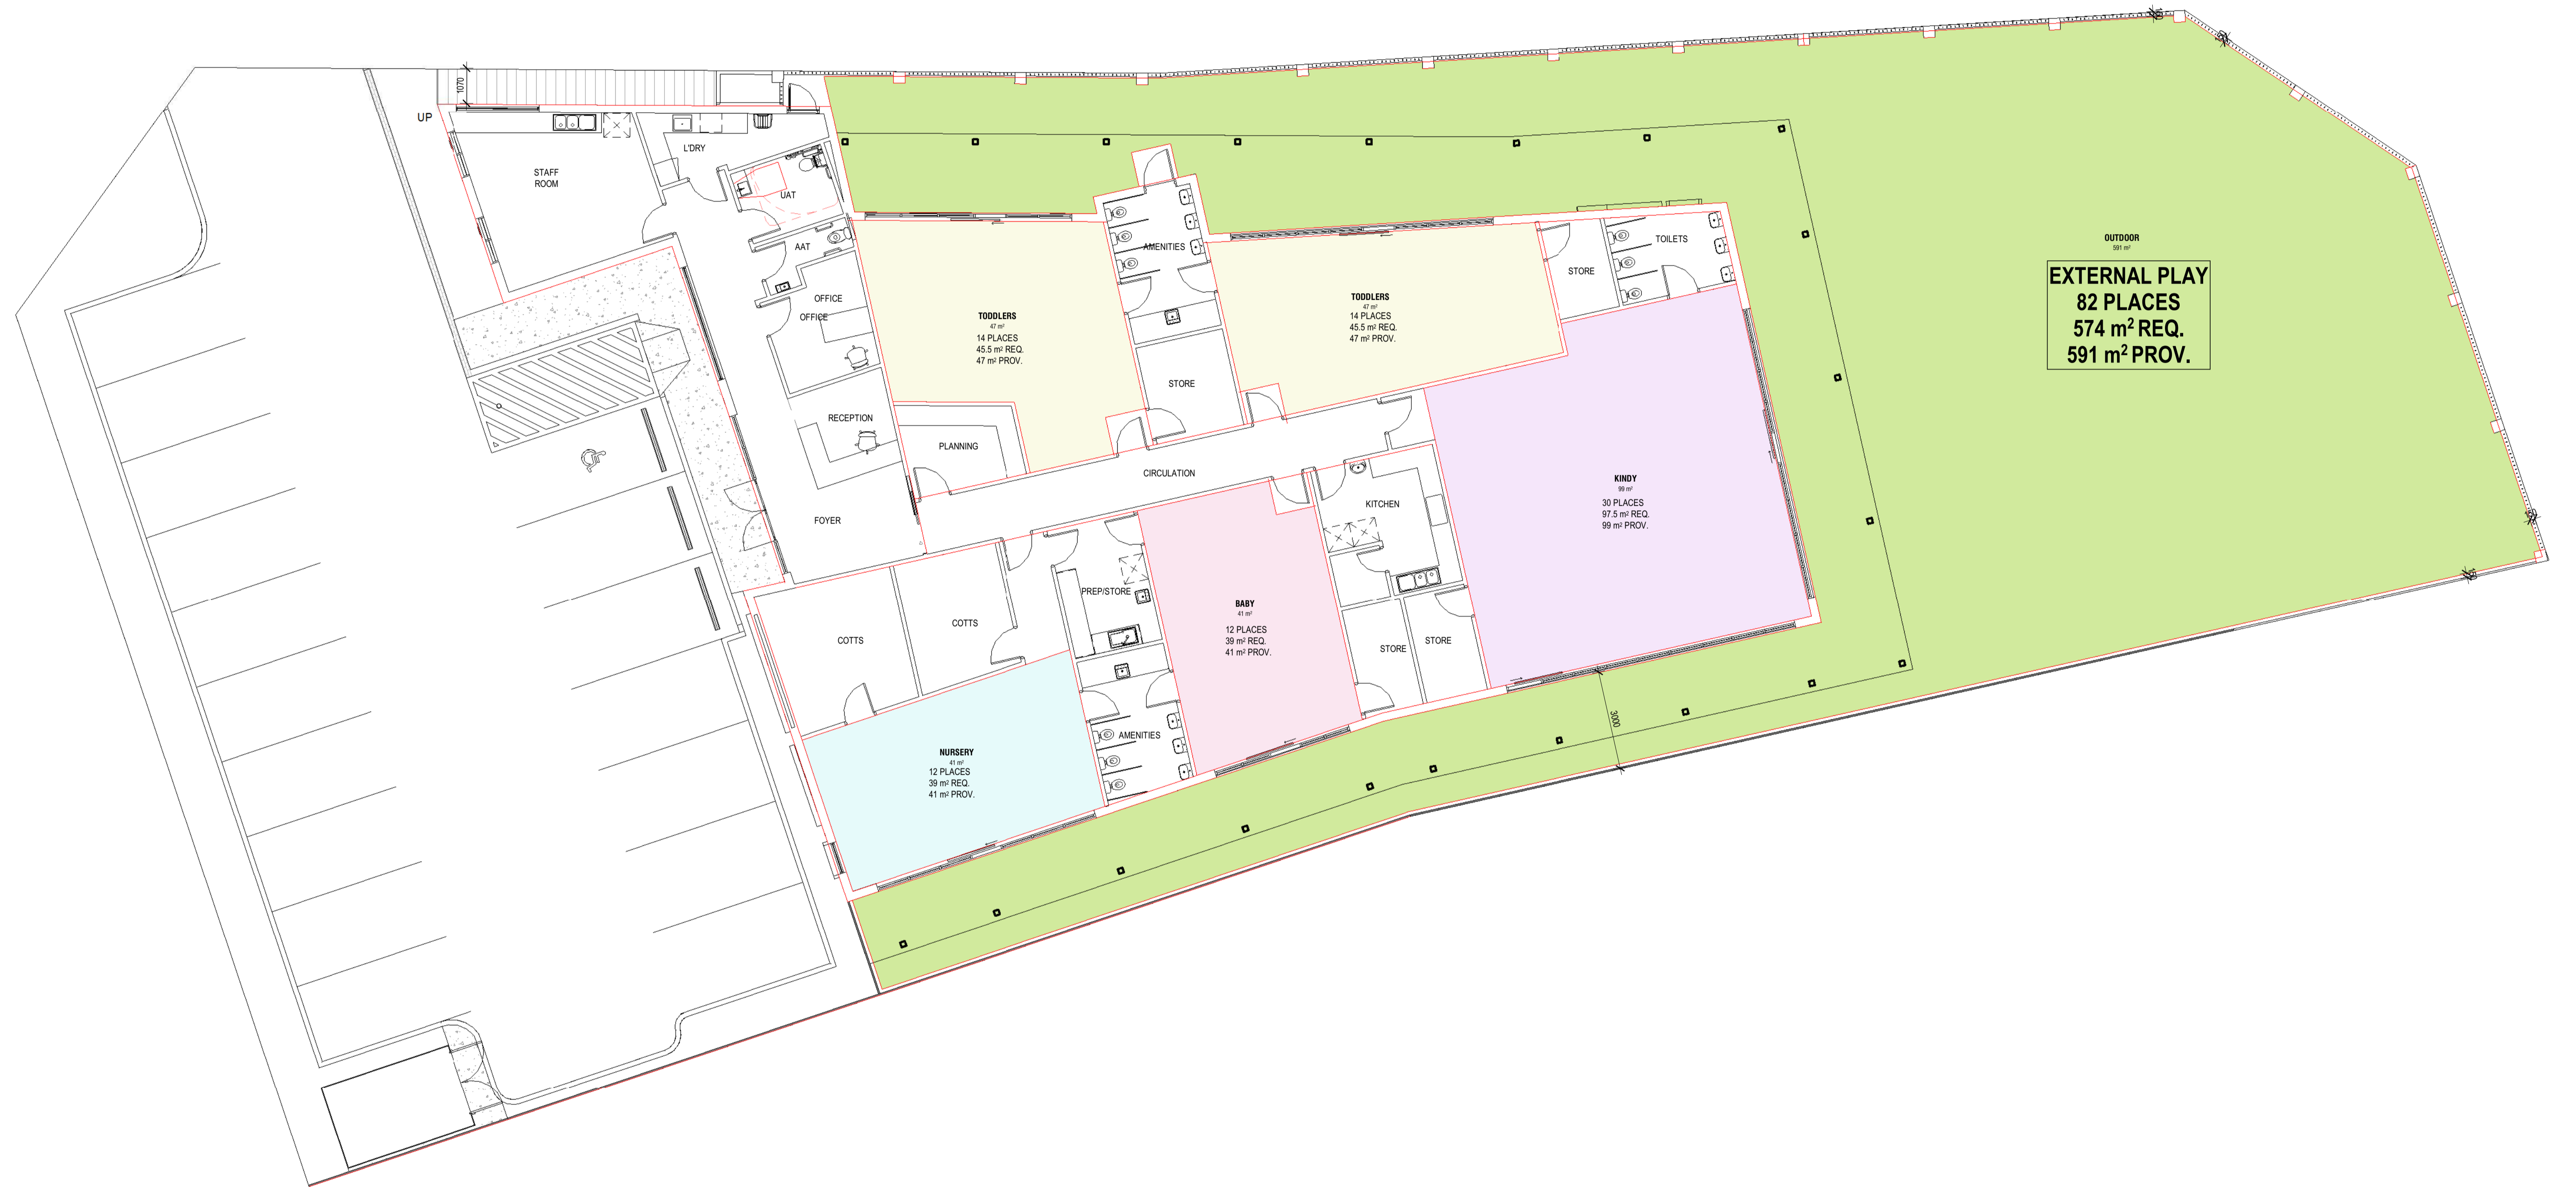 1070
UP
STAFF
ROOM
L'DRY
UAT
AAT
OFFICE
OFFICE
RECEPTION
FOYER
PLANNING
CIRCULATION
TODDLERS
47 m²
14 PLACES
45.5 m² REQ.
47 m² PROV.
AMENITIES
STORE
TODDLERS
47 m²
14 PLACES
45.5 m² REQ.
47 m² PROV.
STORE
TOILETS
OUTDOOR
591 m²
EXTERNAL PLAY
82 PLACES
574 m² REQ.
591 m² PROV.
KINDY
99 m²
30 PLACES
97.5 m² REQ.
99 m² PROV.
KITCHEN
STORE
STORE
BABY
41 m²
12 PLACES
39 m² REQ.
41 m² PROV.
PREP/STORE
COTTS
COTTS
AMENITIES
NURSERY
41 m²
12 PLACES
39 m² REQ.
41 m² PROV.
3000